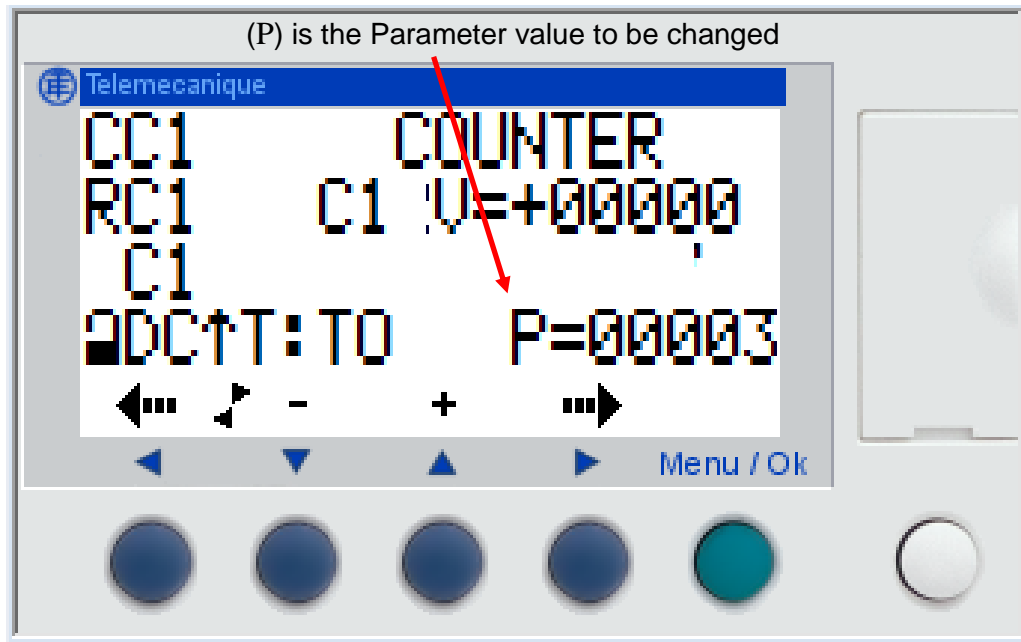 (P) is the Parameter value to be changed
Telemecanique
CC1 COUNTER
RC1 C1 V=+00000
C1
DC↑T:TO P=00003
- +
Menu / Ok